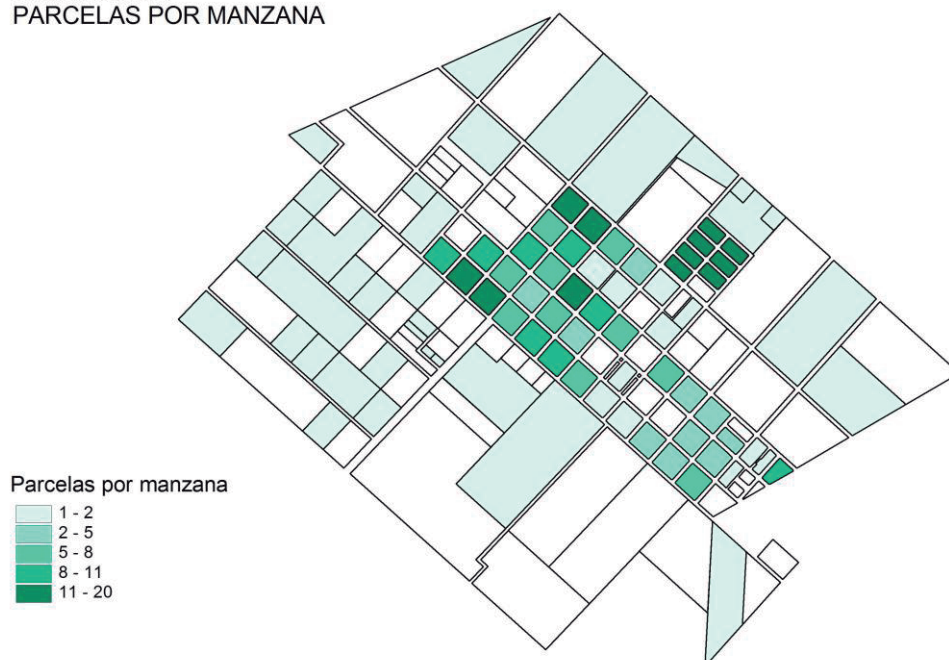 PARCELAS POR MANZANA
Parcelas por manzana
1 - 2
2 - 5
5 - 8
8 - 11
11 - 20